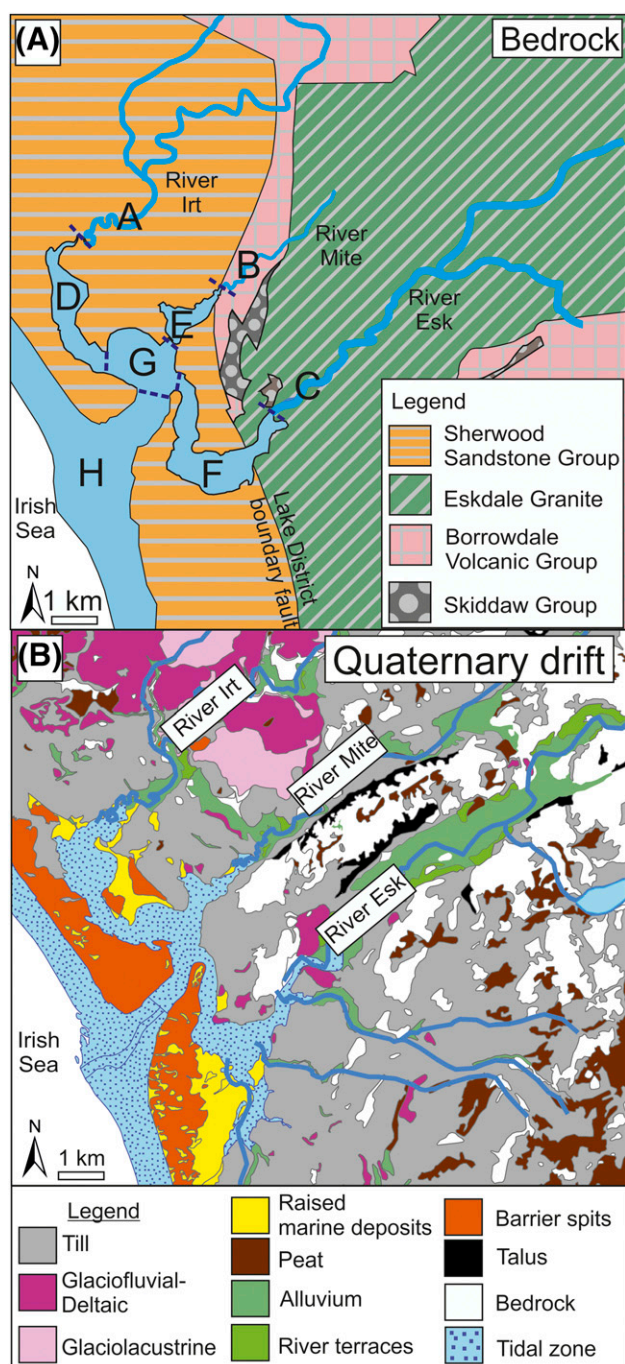 (A)
Bedrock
River
Irt
A
B
River
Mite
D
E
River
Esk
G
C
F
H
Irish
Sea
Lake District
boundary fault
N
1 km
Legend
Sherwood
Sandstone Group
Eskdale Granite
Borrowdale
Volcanic Group
Skiddaw Group
(B)
Quaternary drift
River Irt
River Mite
River Esk
Irish
Sea
N
1 km
Legend
Till
Glaciofluvial-
Deltaic
Glaciolacustrine
Raised
marine deposits
Peat
Alluvium
River terraces
Barrier spits
Talus
Bedrock
Tidal zone